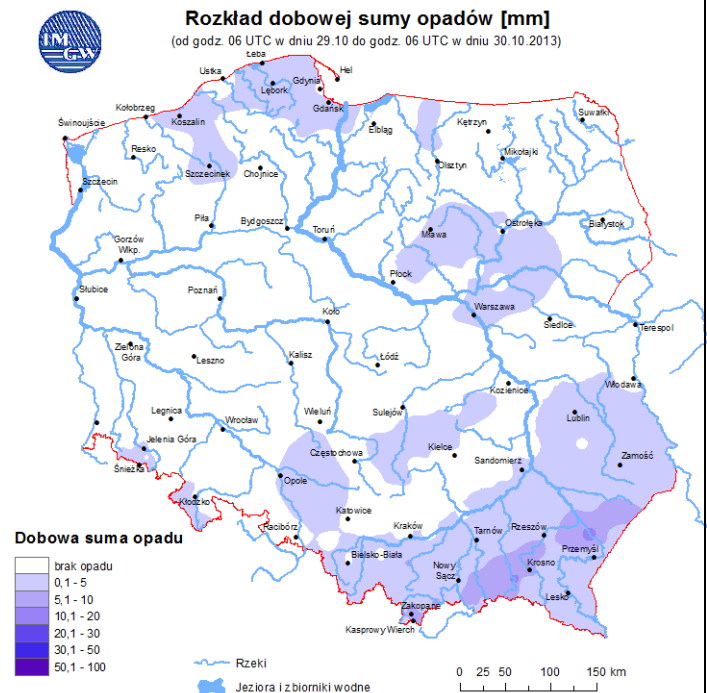 Rozkład dobowej sumy opadów [mm]
(od godz. 06 UTC w dniu 29.10 do godz. 06 UTC w dniu 30.10.2013)
IM
GW
Łeba
Ustka
Hel
Gdynia
Lębork
Gdańsk
Kołobrzeg
Koszalin
Świnoujście
Elbląg
Kętrzyn
Suwałki
Resko
Mikołajki
Olsztyn
Szczecinek
Chojnice
Szczecin
Piła
Bydgoszcz
Toruń
Mława
Ostrołęka
Białystok
Gorzów
Wlkp.
Płock
Słubice
Poznań
Koło
Warszawa
Siedlce
Terespol
Zielona
Góra
Leszno
Kalisz
Łódź
Kozienice
Włodawa
Legnica
Wrocław
Wieluń
Sulejów
Lublin
Jelenia Góra
Śnieżka
Częstochowa
Kielce
Sandomierz
Zamość
Opole
Kłodzko
Katowice
Racibórz
Kraków
Tarnów
Rzeszów
Przemyśl
Bielsko-Biała
Nowy
Sącz
Krosno
Lesko
Zakopane
Kasprowy Wierch
Dobowa suma opadu
brak opadu
0,1 - 5
5,1 - 10
10,1 - 20
20,1 - 30
30,1 - 50
50,1 - 100
Rzeki
Jeziora i zbiorniki wodne
0 25 50 100 150 km